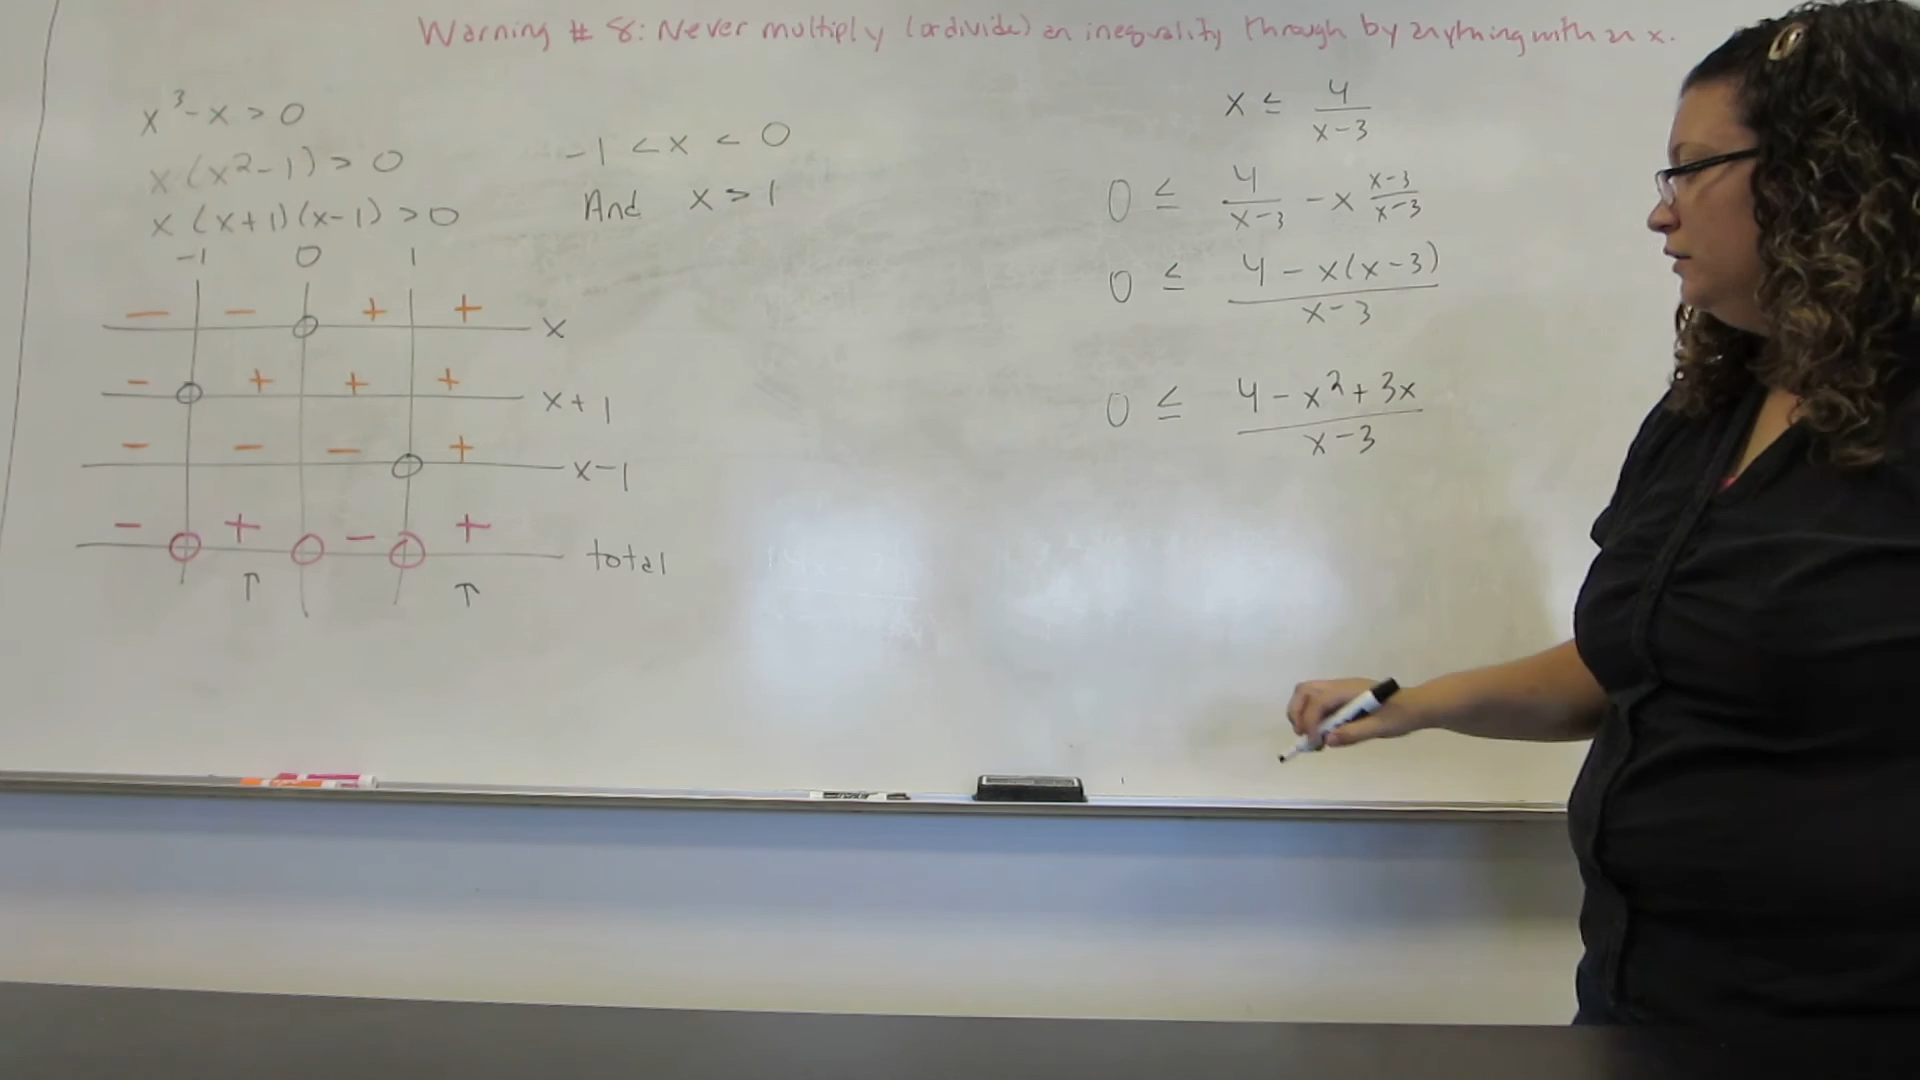 Warning # 8: Never multiply (or divide) an inequality through by anything with an x.
x³ - x > 0
x (x² - 1) > 0
x (x+1)(x-1) > 0
-1 < x < 0
And x > 1
-1 0 1
— — + + x
- + + + x+1
- - — + x-1
- + - + total
↑ ↑
x ≤ 4/(x-3)
0 ≤ 4/(x-3) - x (x-3)/(x-3)
0 ≤ (4 - x(x-3))/(x-3)
0 ≤ (4 - x² + 3x)/(x-3)